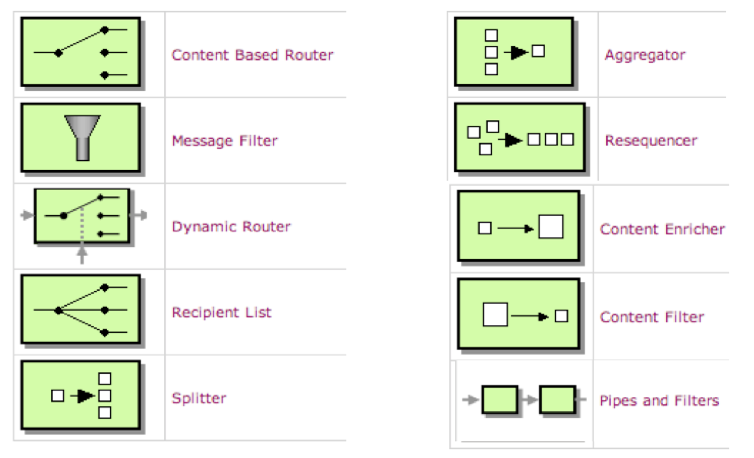 Content Based Router
Message Filter
Dynamic Router
Recipient List
Splitter
Aggregator
Resequencer
Content Enricher
Content Filter
Pipes and Filters